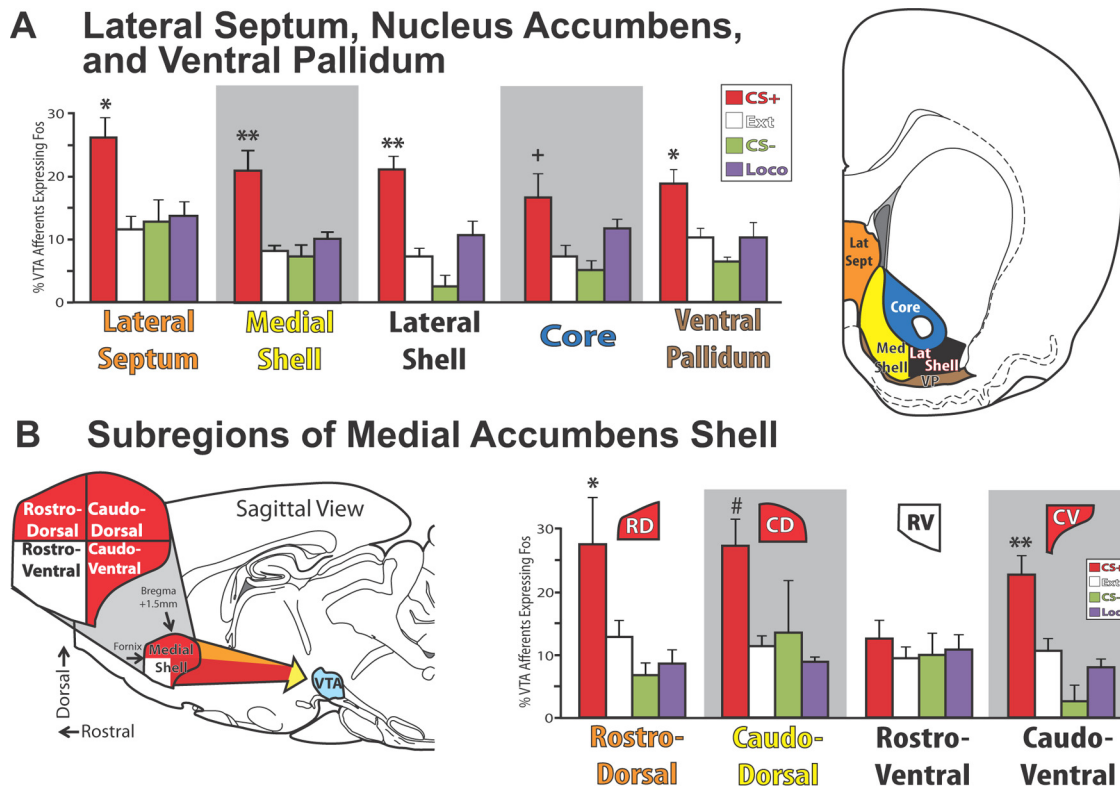 A Lateral Septum, Nucleus Accumbens,
and Ventral Pallidum
% VTA Afferents Expressing Fos
30
20
10
0
*
**
**
+
*
CS+
Ext
CS-
Loco
Lateral
Septum
Medial
Shell
Lateral
Shell
Core
Ventral
Pallidum
Lat
Sept
Core
Med
Shell
Lat
Shell
VP
B Subregions of Medial Accumbens Shell
Rostro-
Dorsal
Caudo-
Dorsal
Rostro-
Ventral
Caudo-
Ventral
Sagittal View
Bregma
+1.5mm
Fornix
Medial
Shell
VTA
Dorsal
Rostral
% VTA Afferents Expressing Fos
30
20
10
0
*
#
**
RD
CD
RV
CV
CS+
Ext
CS-
Loc
Rostro-
Dorsal
Caudo-
Dorsal
Rostro-
Ventral
Caudo-
Ventral